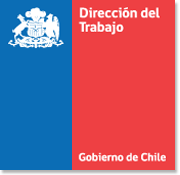 Dirección del
Trabajo
Gobierno de Chile